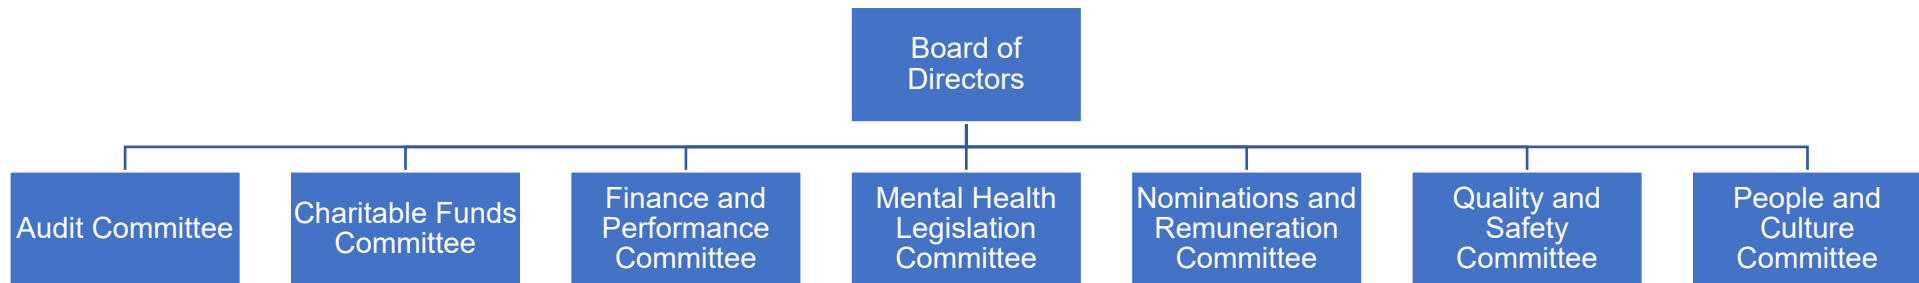 Board of
Directors
Audit Committee
Charitable Funds
Committee
Finance and
Performance
Committee
Mental Health
Legislation
Committee
Nominations and
Remuneration
Committee
Quality and
Safety
Committee
People and
Culture
Committee